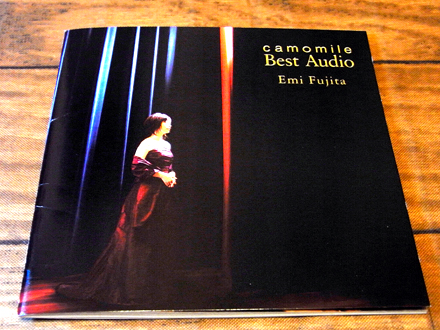 camomile
Best Audio
Emi Fujita